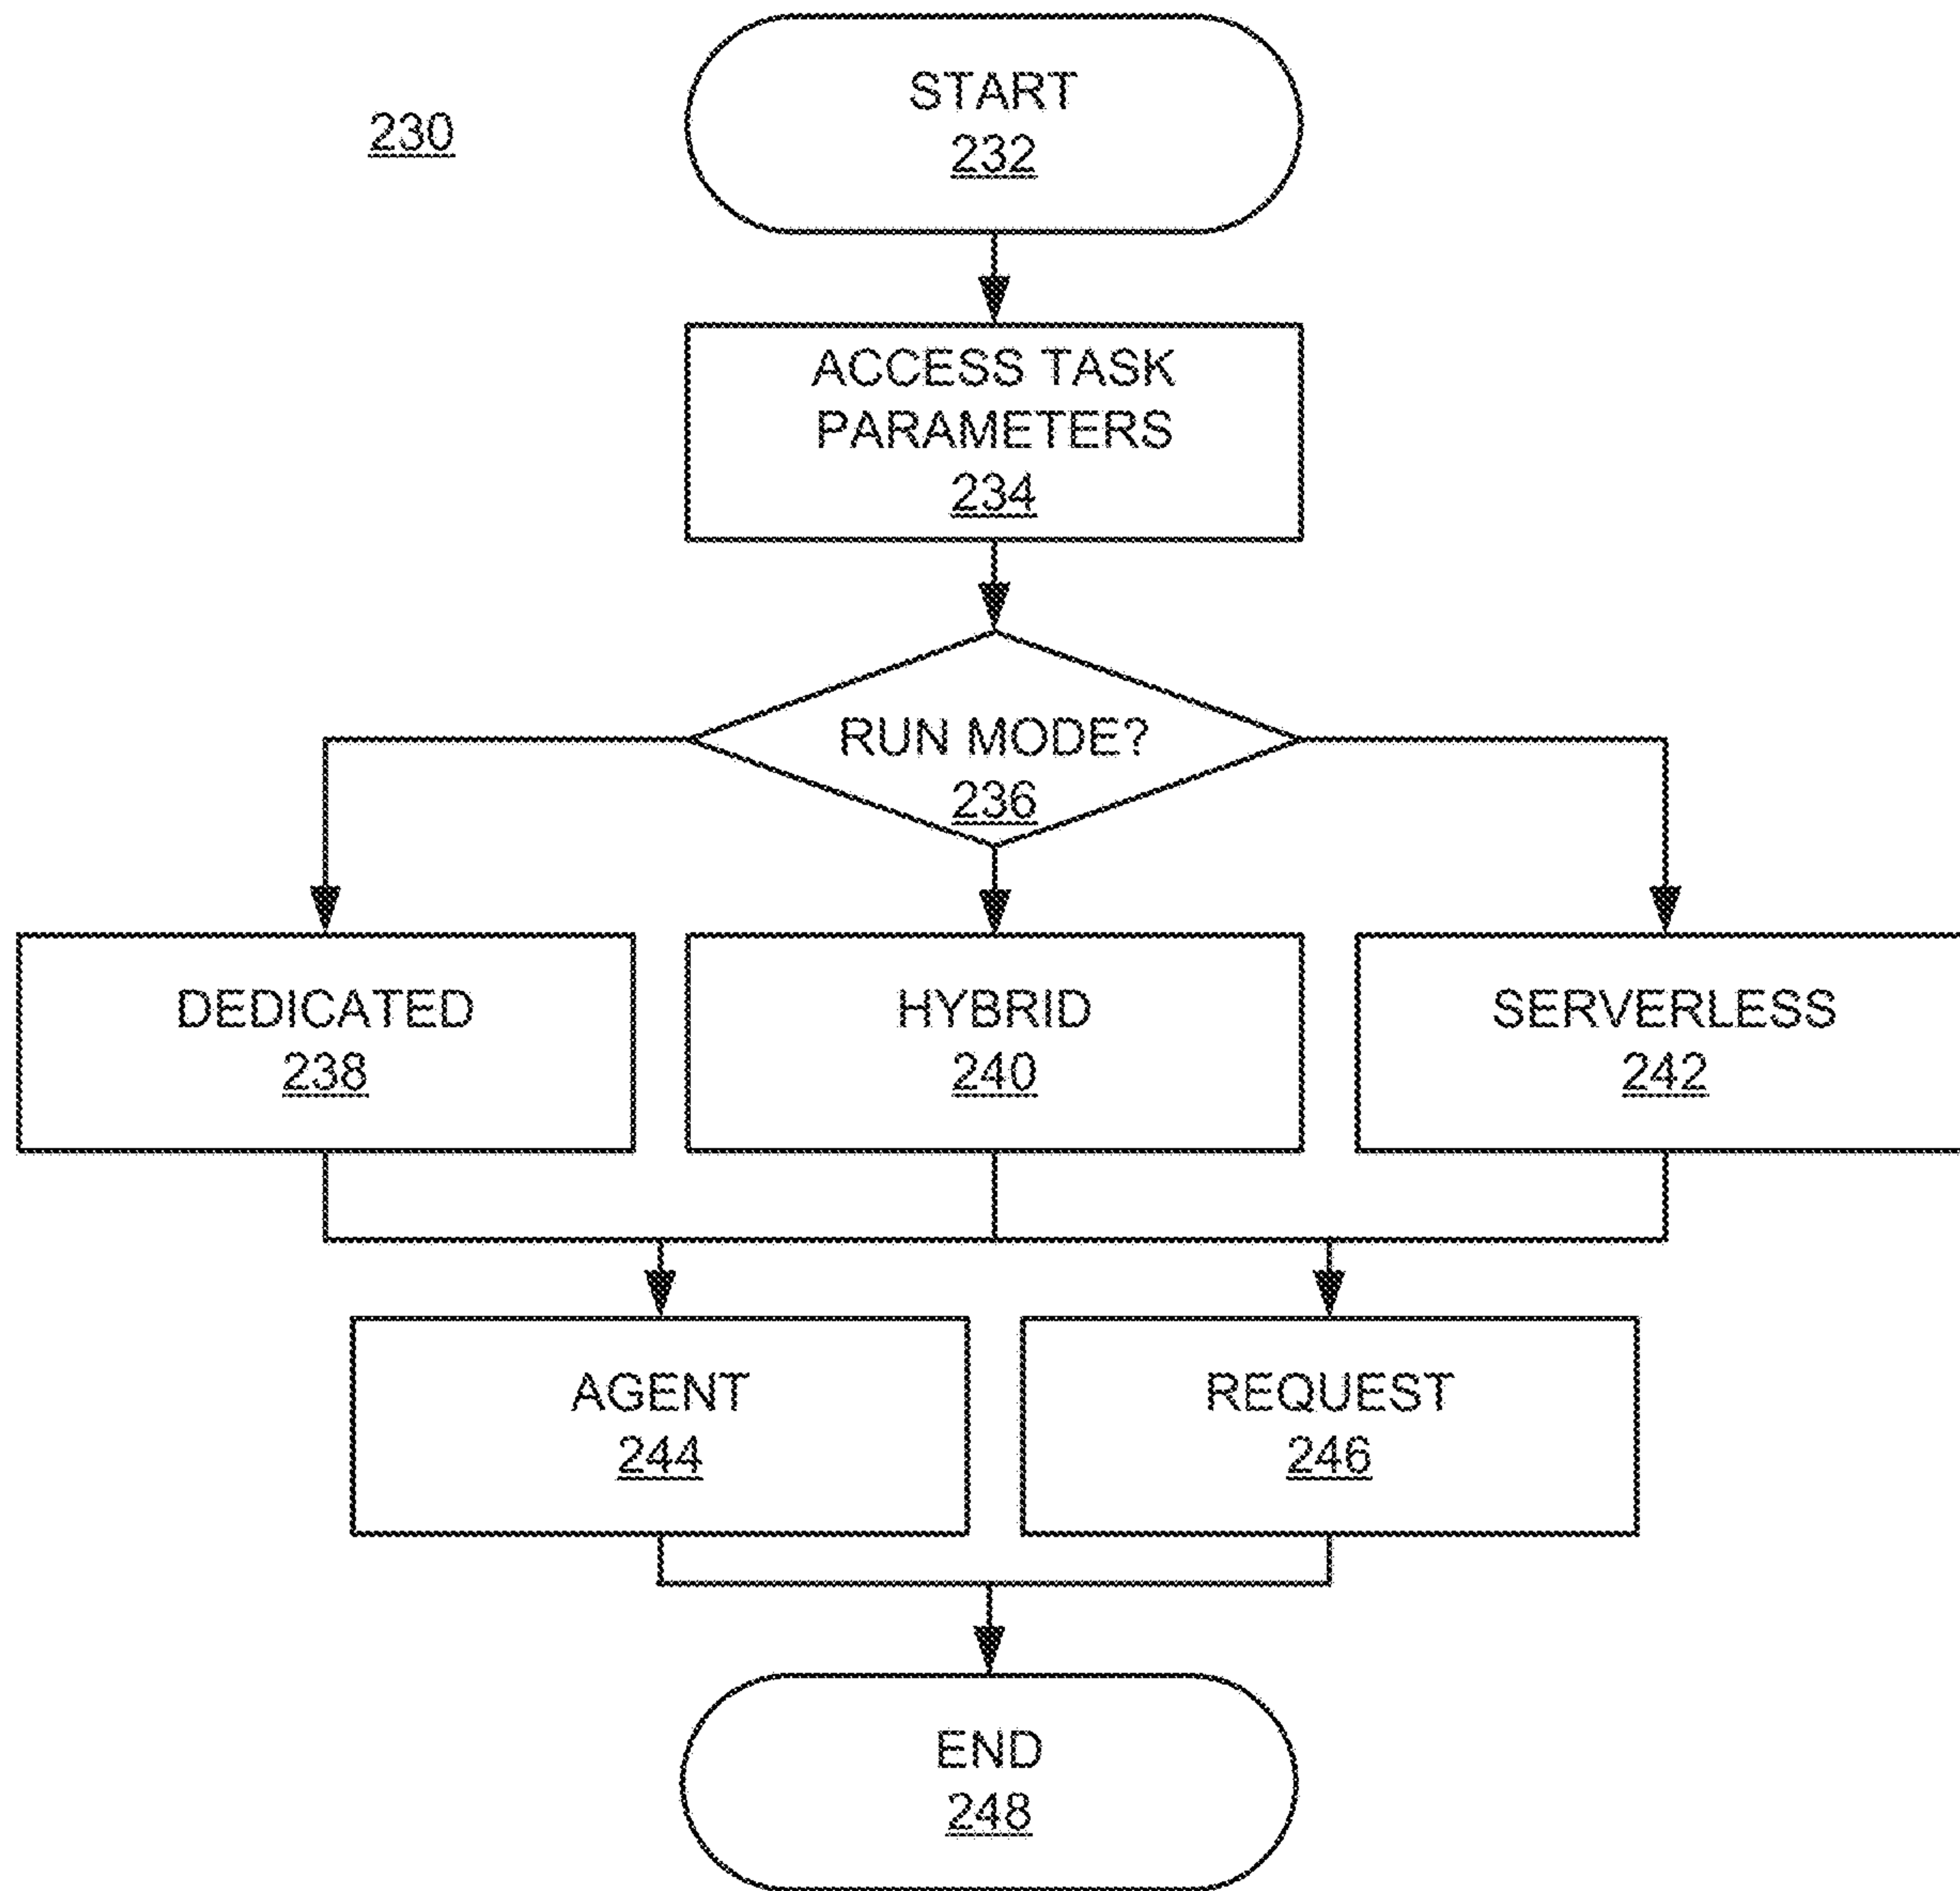 230
START
232
ACCESS TASK
PARAMETERS
234
RUN MODE?
236
DEDICATED
238
HYBRID
240
SERVERLESS
242
AGENT
244
REQUEST
246
END
248